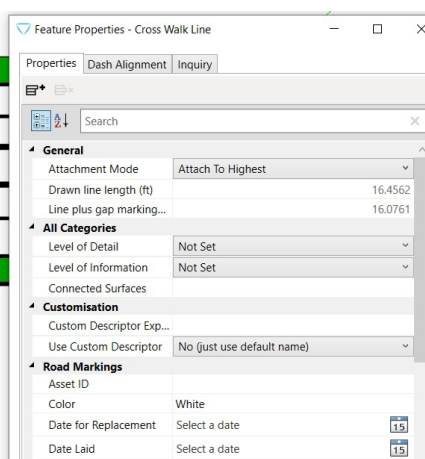 Feature Properties - Cross Walk Line
Properties Dash Alignment Inquiry
Search
General
Attachment Mode Attach To Highest
Drawn line length (ft) 16.4562
Line plus gap marking... 16.0761
All Categories
Level of Detail Not Set
Level of Information Not Set
Connected Surfaces
Customisation
Custom Descriptor Exp...
Use Custom Descriptor No (just use default name)
Road Markings
Asset ID
Color White
Date for Replacement Select a date 15
Date Laid Select a date 15